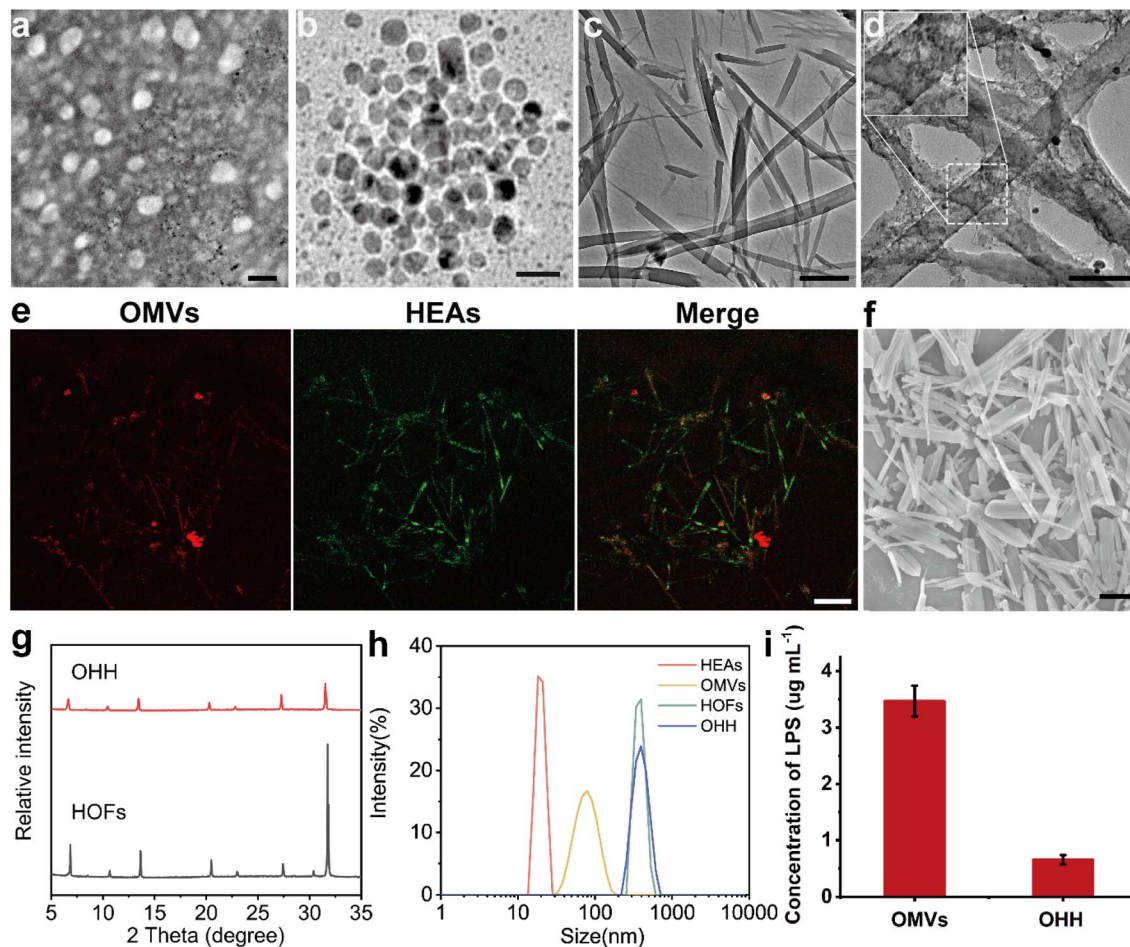 a
b
c
d
e
OMVs
HEAs
Merge
f
g
OHH
HOFs
Relative intensity
5 10 15 20 25 30 35
2 Theta (degree)
h
HEAs
OMVs
HOFs
OHH
Intensity(%)
40
30
20
10
0
1 10 100 1000 10000
Size(nm)
i
Concentration of LPS (ug mL⁻¹)
4
3
2
1
0
OMVs OHH